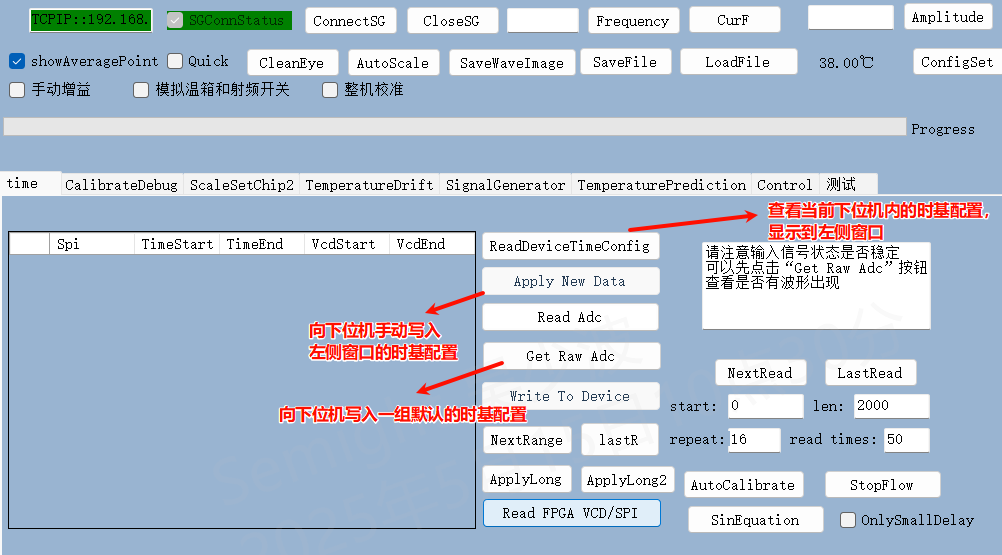 TCPIP::192.168. SGConnStatus ConnectSG CloseSG Frequency CurF Amplitude
showAveragePoint Quick CleanEye AutoScale SaveWaveImage SaveFile LoadFile 38.00℃ ConfigSet
手动增益 模拟温箱和射频开关 整机校准
Progress
time CalibrateDebug ScaleSetChip2 TemperatureDrift SignalGenerator TemperaturePrediction Control 测试
查看当前下位机内的时基配置，
显示到左侧窗口
Spi TimeStart TimeEnd VcdStart VcdEnd
ReadDeviceTimeConfig
请注意输入信号状态是否稳定
可以先点击“Get Raw Adc”按钮
查看是否有波形出现
Apply New Data
Read Adc
向下位机手动写入
左侧窗口的时基配置
Get Raw Adc
NextRead LastRead
Write To Device
向下位机写入一组默认的时基配置
start: 0 len: 2000
NextRange lastR
repeat: 16 read times: 50
ApplyLong ApplyLong2
AutoCalibrate StopFlow
Read FPGA VCD/SPI
SinEquation OnlySmallDelay